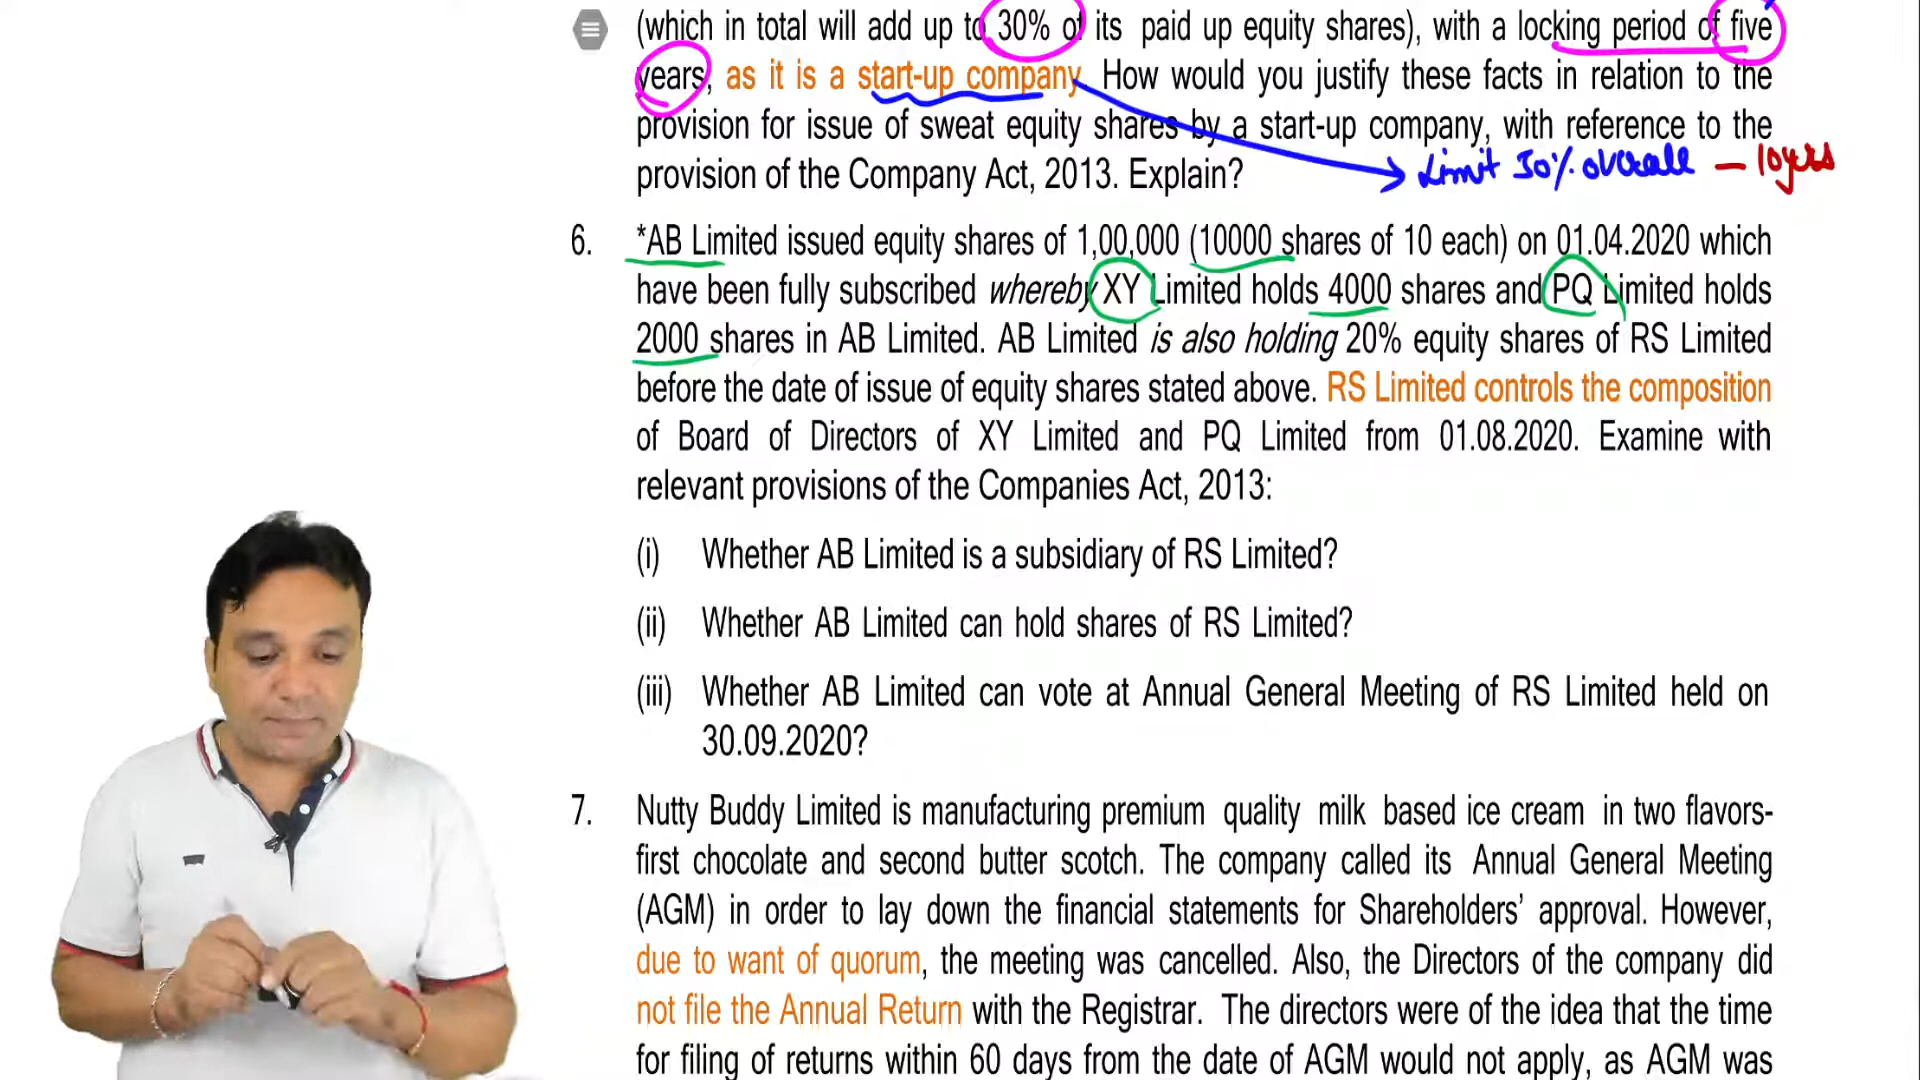 (which in total will add up to 30% of its paid up equity shares), with a locking period of five
years, as it is a start-up company. How would you justify these facts in relation to the
provision for issue of sweat equity shares by a start-up company, with reference to the
provision of the Company Act, 2013. Explain?
Limit 50% overall – 10yrs
6. *AB Limited issued equity shares of 1,00,000 (10000 shares of 10 each) on 01.04.2020 which
have been fully subscribed whereby XY Limited holds 4000 shares and PQ Limited holds
2000 shares in AB Limited. AB Limited is also holding 20% equity shares of RS Limited
before the date of issue of equity shares stated above. RS Limited controls the composition
of Board of Directors of XY Limited and PQ Limited from 01.08.2020. Examine with
relevant provisions of the Companies Act, 2013:
(i) Whether AB Limited is a subsidiary of RS Limited?
(ii) Whether AB Limited can hold shares of RS Limited?
(iii) Whether AB Limited can vote at Annual General Meeting of RS Limited held on
30.09.2020?
7. Nutty Buddy Limited is manufacturing premium quality milk based ice cream in two flavors-
first chocolate and second butter scotch. The company called its Annual General Meeting
(AGM) in order to lay down the financial statements for Shareholders’ approval. However,
due to want of quorum, the meeting was cancelled. Also, the Directors of the company did
not file the Annual Return with the Registrar. The directors were of the idea that the time
for filing of returns within 60 days from the date of AGM would not apply, as AGM was